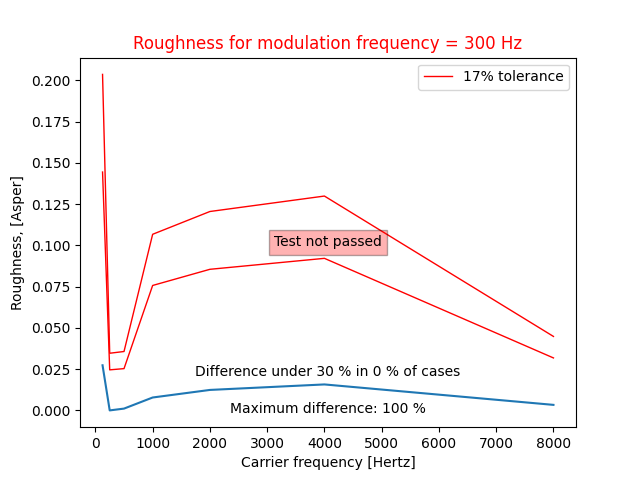 Roughness for modulation frequency = 300 Hz
17% tolerance
0.200
0.175
0.150
0.125
0.100
0.075
0.050
0.025
0.000
Roughness, [Asper]
Test not passed
Difference under 30 % in 0 % of cases
Maximum difference: 100 %
0 1000 2000 3000 4000 5000 6000 7000 8000
Carrier frequency [Hertz]